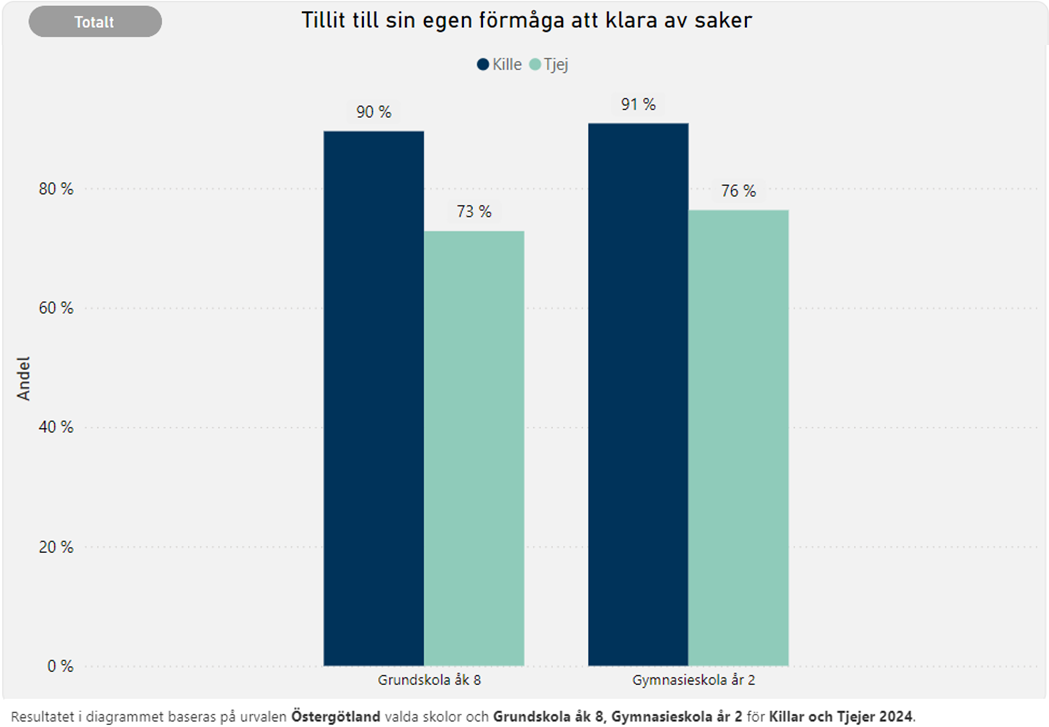 Totalt
Tillit till sin egen förmåga att klara av saker
Kille Tjej
90 %
91 %
73 %
76 %
80 %
60 %
40 %
20 %
0 %
Andel
Grundskola åk 8
Gymnasieskola år 2
Resultatet i diagrammet baseras på urvalen Östergötland valda skolor och Grundskola åk 8, Gymnasieskola år 2 för Killar och Tjejer 2024.